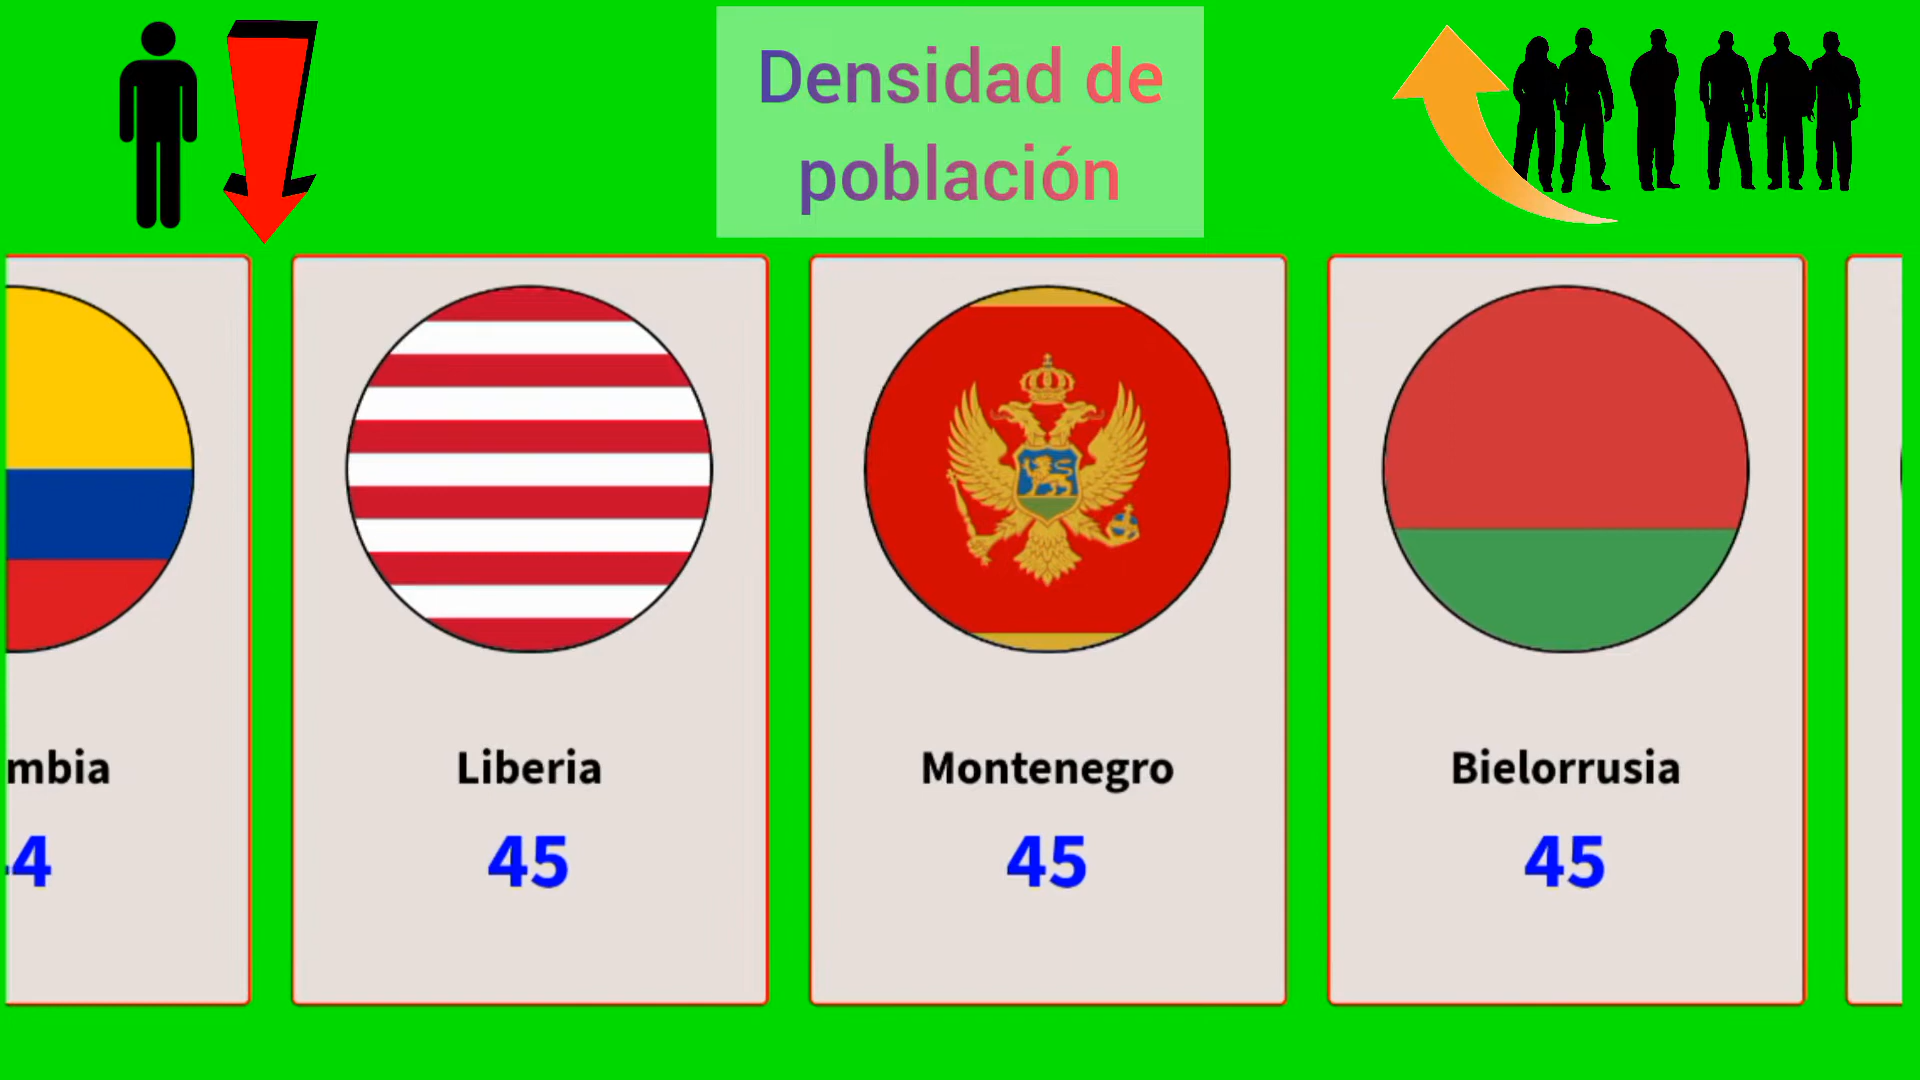 Densidad de
población
mbia
Liberia
Montenegro
Bielorrusia
4
45
45
45